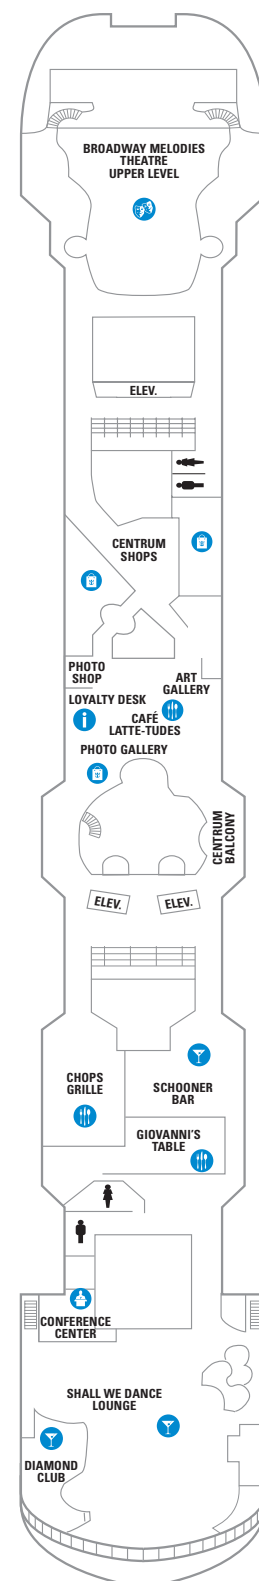 BROADWAY MELODIES
THEATRE
UPPER LEVEL
ELEV.
CENTRUM
SHOPS
PHOTO
SHOP
ART
GALLERY
LOYALTY DESK
CAFÉ
LATTE-TUDES
PHOTO GALLERY
CENTRUM
BALCONY
ELEV.
ELEV.
CHOPS
GRILLE
SCHOONER
BAR
GIOVANNI'S
TABLE
CONFERENCE
CENTER
SHALL WE DANCE
LOUNGE
DIAMOND
CLUB